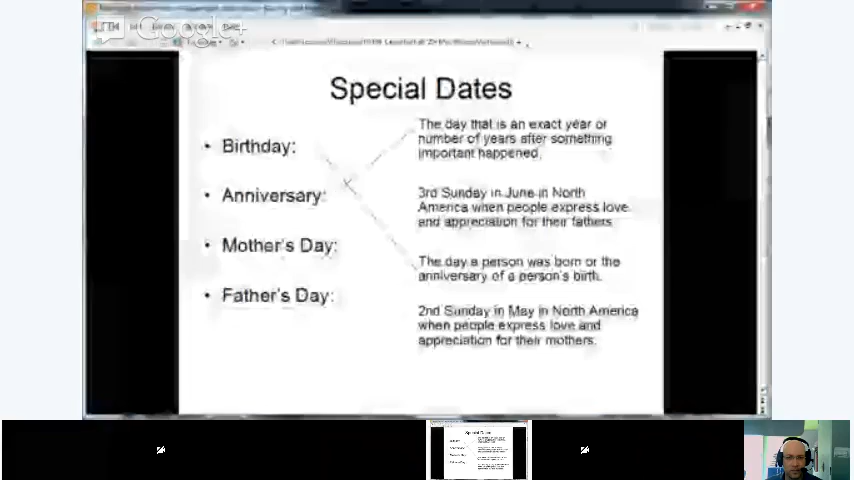 Google+
Special Dates
• Birthday:
• Anniversary:
• Mother's Day:
• Father's Day:
The day that is an exact year or
number of years after something
important happened.
3rd Sunday in June in North
America when people express love
and appreciation for their fathers
The day a person was born or the
anniversary of a person's birth.
2nd Sunday in May in North America
when people express love and
appreciation for their mothers.
Special Dates